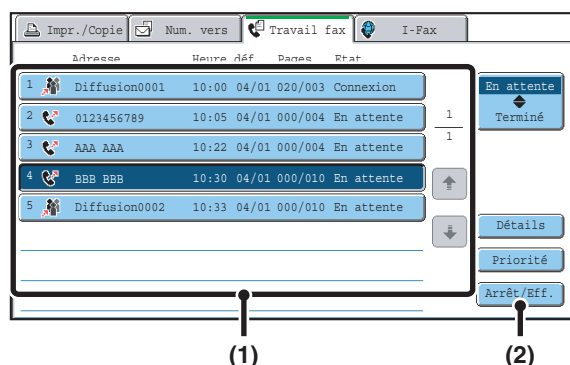 Impr./Copie Num. vers Travail fax I-Fax
Adresse Heure déf Pages Etat
1 Diffusion0001 10:00 04/01 020/003 Connexion
2 0123456789 10:05 04/01 000/004 En attente
3 AAA AAA 10:22 04/01 000/004 En attente
4 BBB BBB 10:30 04/01 000/010 En attente
5 Diffusion0002 10:33 04/01 000/010 En attente
1
1
En attente
Terminé
Détails
Priorité
Arrêt/Eff.
(1) (2)